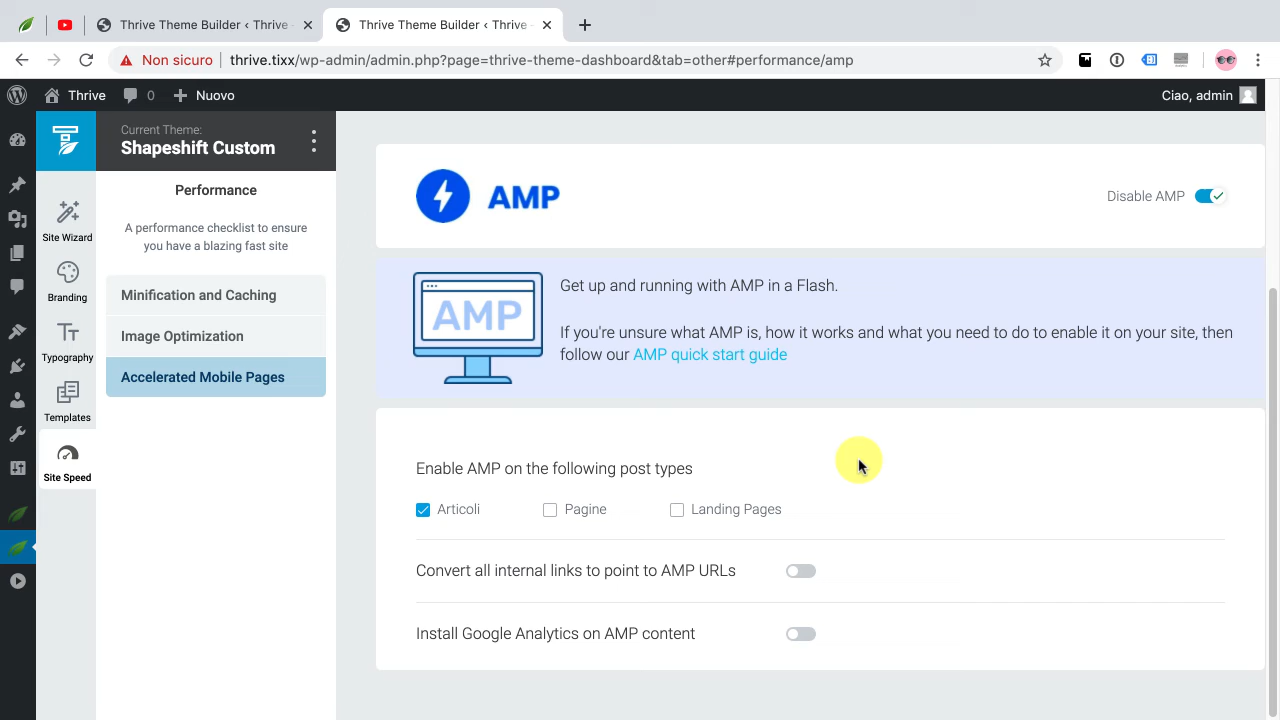 Thrive Theme Builder ‹ Thrive -
Thrive Theme Builder ‹ Thrive -
Non sicuro
thrive.tixx/wp-admin/admin.php?page=thrive-theme-dashboard&tab=other#performance/amp
Thrive
0
Nuovo
Ciao, admin
Current Theme:
Shapeshift Custom
Site Wizard
Branding
Typography
Templates
Site Speed
Performance
A performance checklist to ensure
you have a blazing fast site
Minification and Caching
Image Optimization
Accelerated Mobile Pages
AMP
Disable AMP
AMP
Get up and running with AMP in a Flash.
If you're unsure what AMP is, how it works and what you need to do to enable it on your site, then
follow our AMP quick start guide
Enable AMP on the following post types
Articoli
Pagine
Landing Pages
Convert all internal links to point to AMP URLs
Install Google Analytics on AMP content